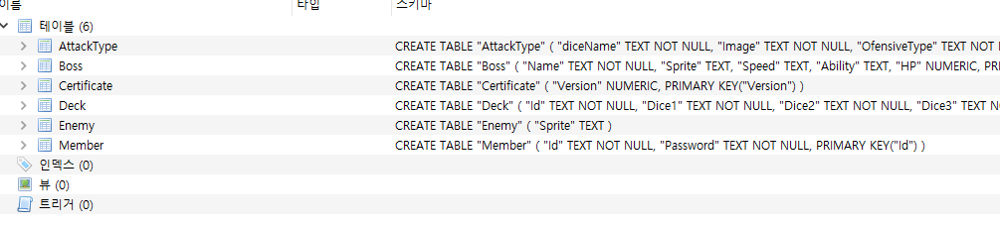 이름 타입 스키마
테이블 (6)
AttackType CREATE TABLE "AttackType" ( "diceName" TEXT NOT NULL, "Image" TEXT NOT NULL, "OfensiveType" TEXT NOT
Boss CREATE TABLE "Boss" ( "Name" TEXT NOT NULL, "Sprite" TEXT, "Speed" TEXT, "Ability" TEXT, "HP" NUMERIC,
Certificate CREATE TABLE "Certificate" ( "Version" NUMERIC, PRIMARY KEY("Version") )
Deck CREATE TABLE "Deck" ( "Id" TEXT NOT NULL, "Dice1" TEXT NOT NULL, "Dice2" TEXT NOT NULL, "Dice3" TEXT
Enemy CREATE TABLE "Enemy" ( "Sprite" TEXT )
Member CREATE TABLE "Member" ( "Id" TEXT NOT NULL, "Password" TEXT NOT NULL, PRIMARY KEY("Id") )
인덱스 (0)
뷰 (0)
트리거 (0)